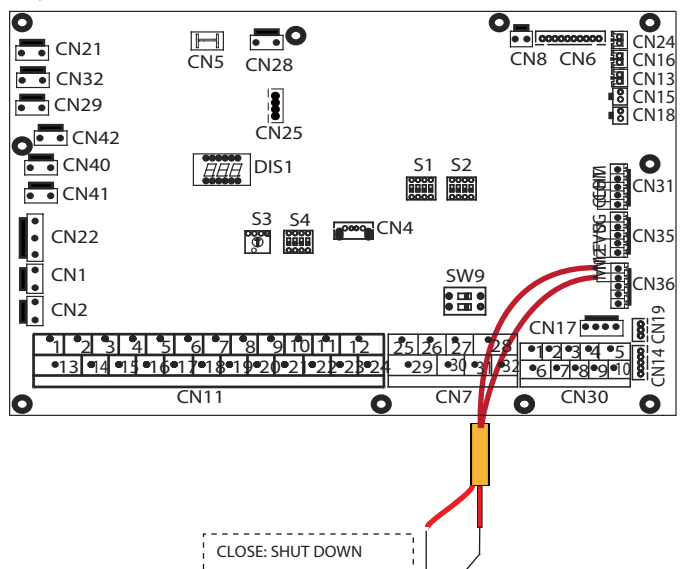 CN21
CN5
CN28
CN8
CN6
CN24
CN16
CN13
CN15
CN18
CN32
CN29
CN25
CN42
CN40
DIS1
S1
S2
CN31
CN41
CN22
S3
S4
CN4
CN35
CN1
SW9
CN36
CN2
CN17
CN19
1 2 3 4 5 6 7 8 9 10 11 12
25 26 27 28
1 2 3 4 5
13 14 15 16 17 18 19 20 21 22 23 24
29 30 31 32
6 7 8 9 10
CN14
CN11
CN7
CN30
CLOSE: SHUT DOWN